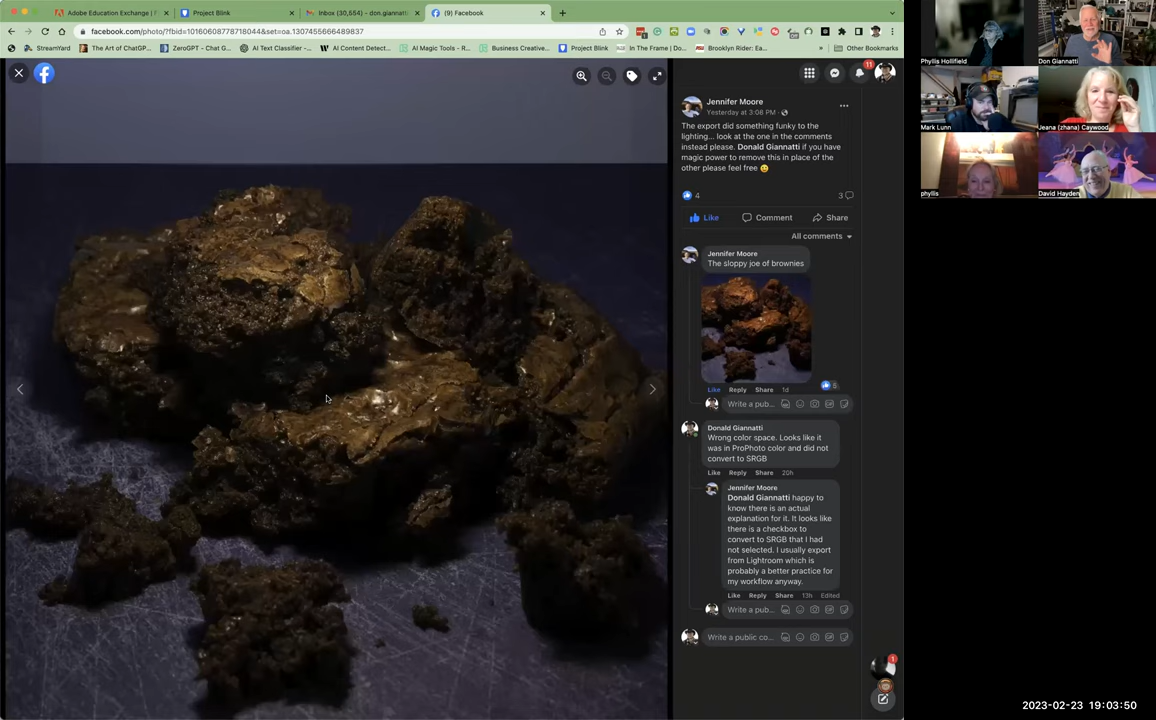 Adobe Education Exchange | F
Project Blink
Inbox (30,554) - don.giannatti
(9) Facebook
facebook.com/photo/?fbid=10160608778718044&set=oa.1307455666489837
StreamYard
The Art of ChatGP...
ZeroGPT - Chat G...
AI Text Classifier -...
AI Content Detect...
AI Magic Tools - R...
Business Creative...
Project Blink
In The Frame | Do...
Brooklyn Rider: Ea...
»
Other Bookmarks
11
Jennifer Moore
Yesterday at 3:08 PM ·
The export did something funky to the
lighting... look at the one in the comments
instead please. Donald Giannatti if you have
magic power to remove this in place of the
other please feel free
4
3
Like
Comment
Share
All comments
Jennifer Moore
The sloppy joe of brownies
Like Reply Share 1d
5
Write a pub...
Donald Giannatti
Wrong color space. Looks like it
was in ProPhoto color and did not
convert to SRGB
Like Reply Share 20h
Jennifer Moore
Donald Giannatti happy to
know there is an actual
explanation for it. It looks like
there is a checkbox to
convert to SRGB that I had
not selected. I usually export
from Lightroom which is
probably a better practice for
my workflow anyway.
Like Reply Share 13h Edited
Write a pub...
Write a public co...
1
Phyllis Hollifield
Don Giannatti
Mark Lunn
Jeana (zhana) Caywood
phyllis
David Hayden
2023-02-23 19:03:50